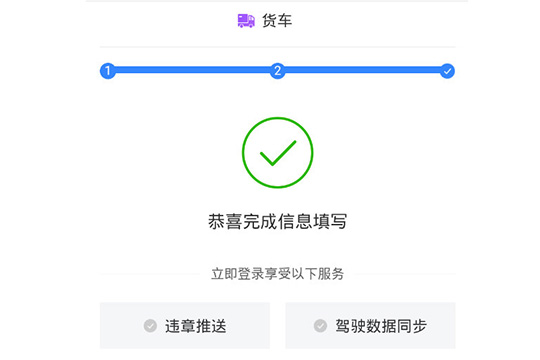 货车
1 2
恭喜完成信息填写
立即登录享受以下服务
违章推送 驾驶数据同步